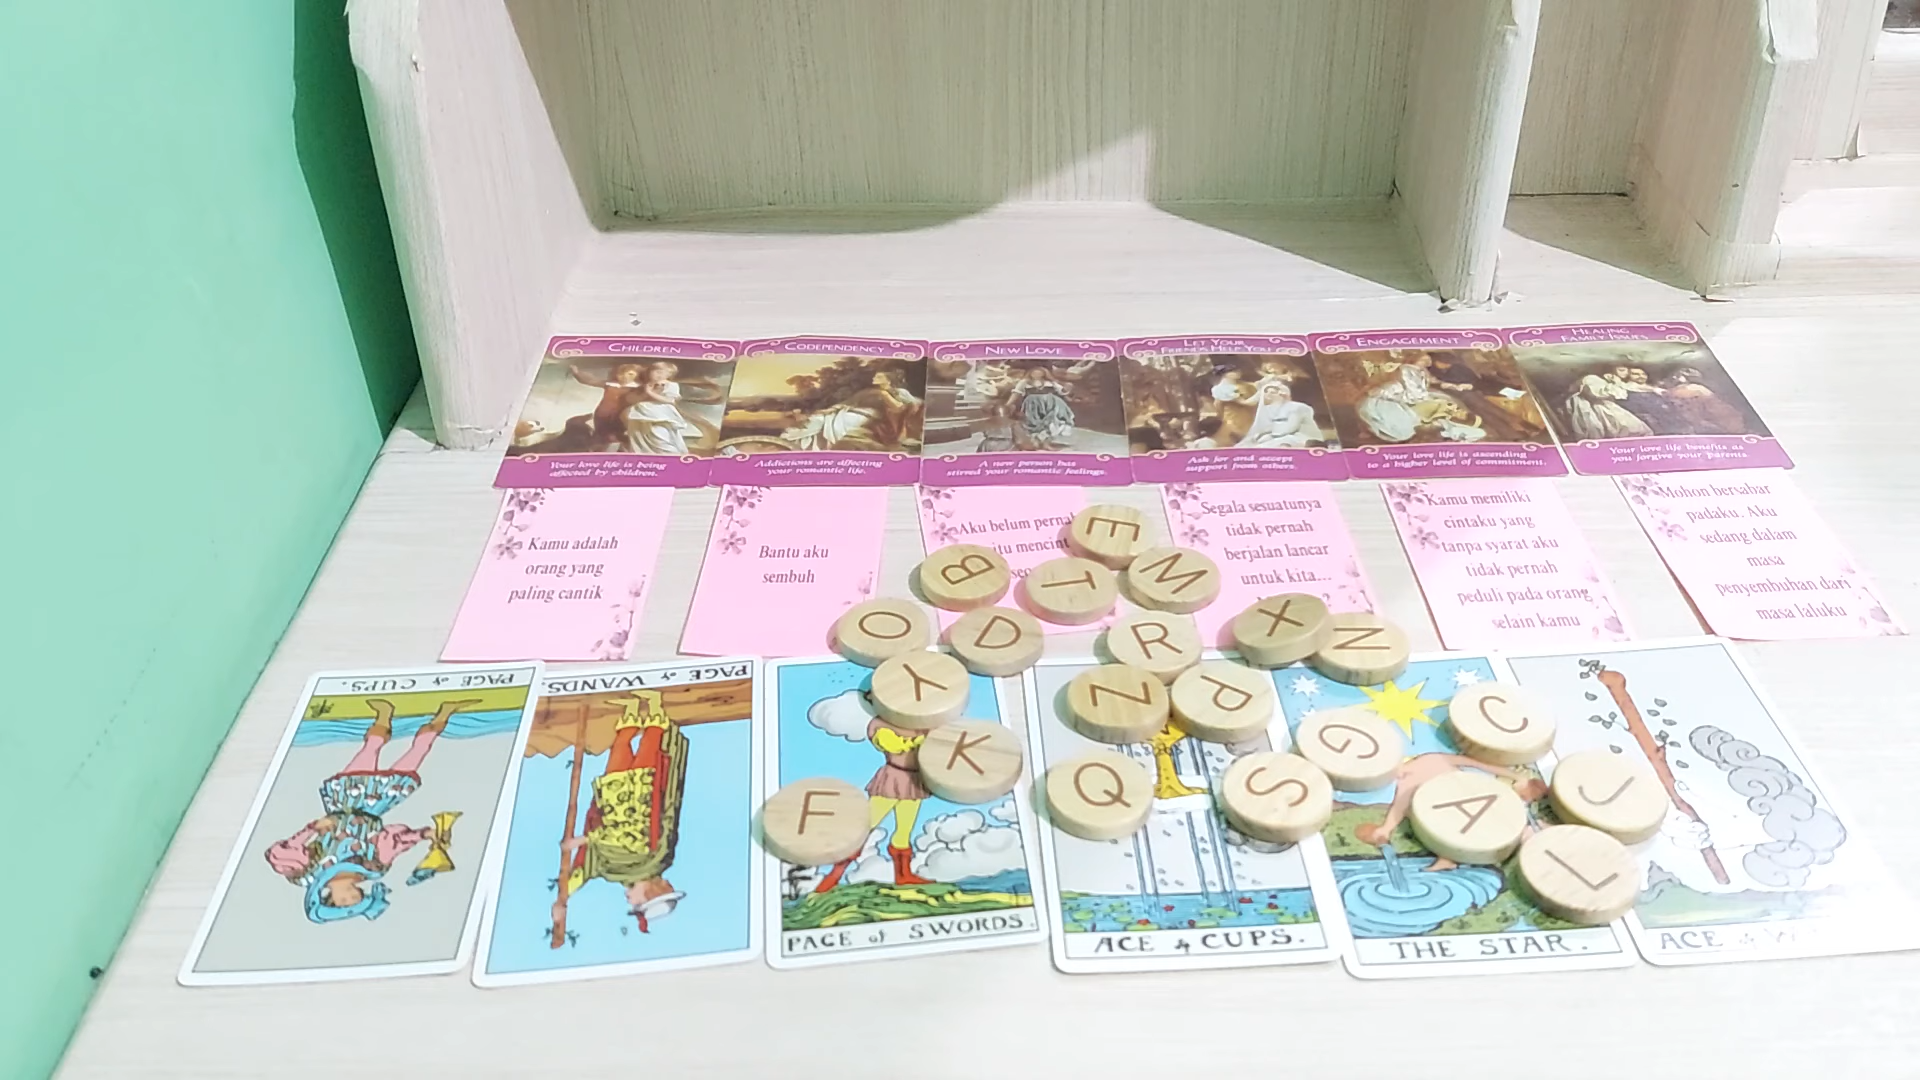 CHILDREN
Your love life is being
affected by children.
CODEPENDENCY
Addictions are affecting
your romantic life.
NEW LOVE
A new person has
stirred your romantic feelings.
LET YOUR
FRIENDS HELP YOU
Ask for and accept
support from others.
ENGAGEMENT
Your love life is ascending
to a higher level of commitment.
HEALING
FAMILY ISSUES
Your love life benefits as
you forgive your parents.
Kamu adalah
orang yang
paling cantik
Bantu aku
sembuh
Aku belum
Segala sesuatunya
tidak pernah
berjalan lancar
untuk kita...
Kamu memiliki
cintaku yang
tanpa syarat aku
tidak pernah
peduli pada orang
selain kamu
Mohon bersabar
padaku. Aku
sedang dalam
masa
penyembuhan dari
masa laluku
E
B
T
M
O
D
R
X
N
Y
N
P
K
G
C
F
Q
S
A
J
L
PAGE of CUPS.
PAGE of WANDS.
PAGE of SWORDS.
ACE of CUPS.
THE STAR.
ACE of